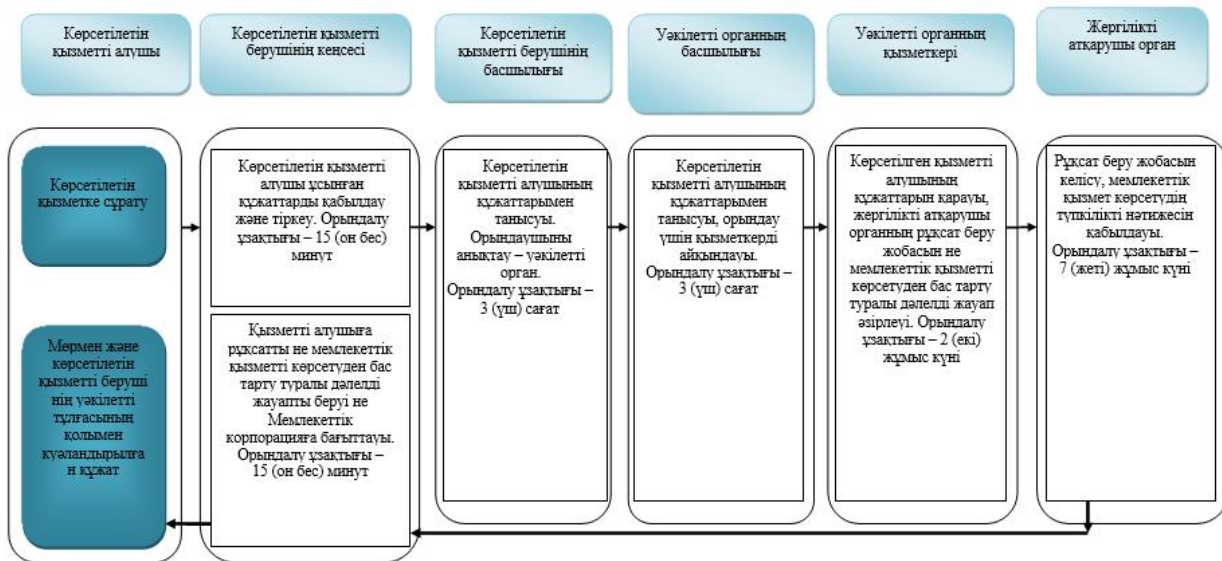 Көрсетілетін
қызметті алушы
Көрсетілетін қызметті
берушінің кеңсесі
Көрсетілетін
қызметті берушінің
басшылығы
Уәкілетті органның
басшылығы
Уәкілетті органның
қызметкері
Жергілікті
атқарушы орган
Көрсетілетін
қызметке сұрату
Көрсетілетін қызметті
алушы ұсынған
құжаттарды қабылдау
және тіркеу. Орындалу
ұзақтығы – 15 (он бес)
минут
Көрсетілетін
қызметті алушының
құжаттарымен
танысуы.
Орындаушыны
анықтау – уәкілетті
орган.
Орындалу ұзақтығы –
3 (үш) сағат
Көрсетілетін
қызметті алушының
құжаттарымен
танысуы, орындау
үшін қызметкерді
айқындауы.
Орындалу ұзақтығы –
3 (үш) сағат
Көрсетілген қызметті
алушының
құжаттарын қарауы,
жергілікті атқарушы
органның рұқсат беру
жобасын не
мемлекеттік қызметті
көрсетуден бас тарту
туралы дәлелді жауап
әзірлеуі. Орындалу
ұзақтығы – 2 (екі)
жұмыс күні
Рұқсат беру жобасын
келісу, мемлекеттік
қызмет көрсетудің
түпкілікті нәтижесін
қабылдауы.
Орындалу ұзақтығы –
7 (жеті) жұмыс күні
Мөрмен және
көрсетілетін
қызметті беруші
нің уәкілетті
тұлғасының
қолымен
куәландырылға
н құжат
Қызметті алушыға
рұқсатты не мемлекеттік
қызметті көрсетуден бас
тарту туралы дәлелді
жауапты беруі не
Мемлекеттік
корпорацияға бағыттауы.
Орындалу ұзақтығы –
15 (он бес) минут